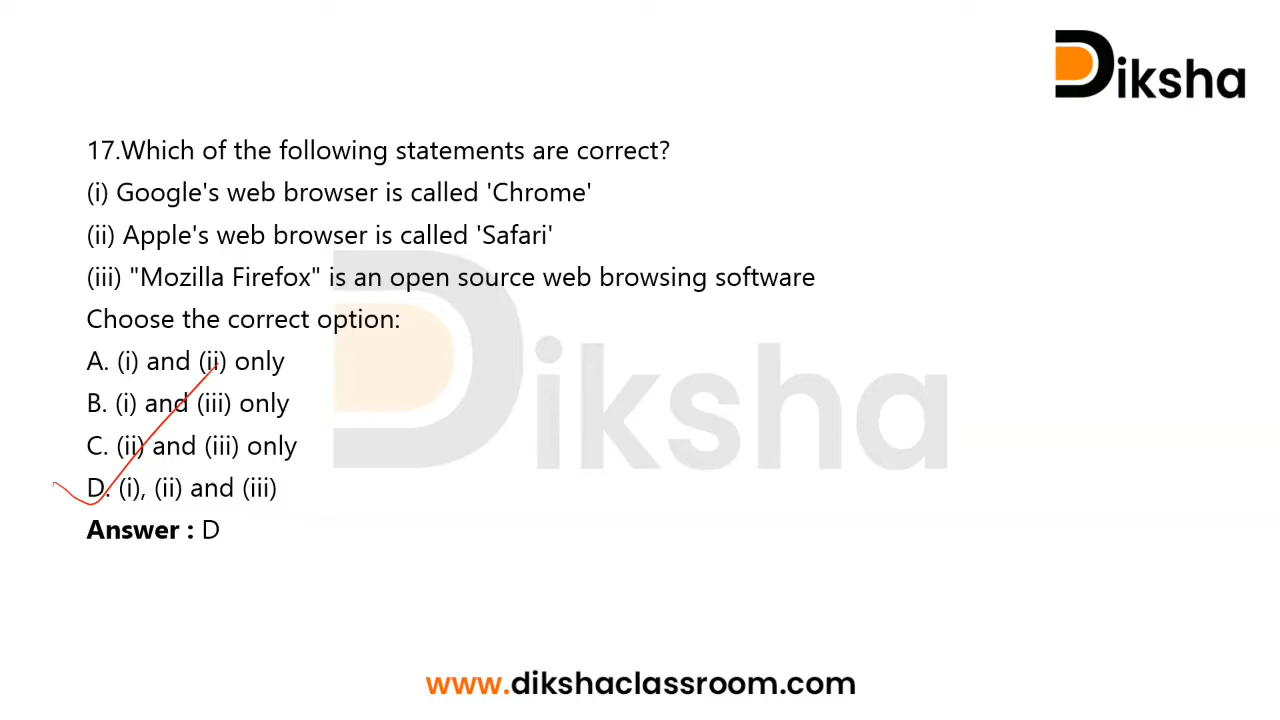 Diksha
17.Which of the following statements are correct?
(i) Google's web browser is called 'Chrome'
(ii) Apple's web browser is called 'Safari'
(iii) "Mozilla Firefox" is an open source web browsing software
Choose the correct option:
A. (i) and (ii) only
B. (i) and (iii) only
C. (ii) and (iii) only
D. (i), (ii) and (iii)
Answer : D
Diksha
www.dikshaclassroom.com